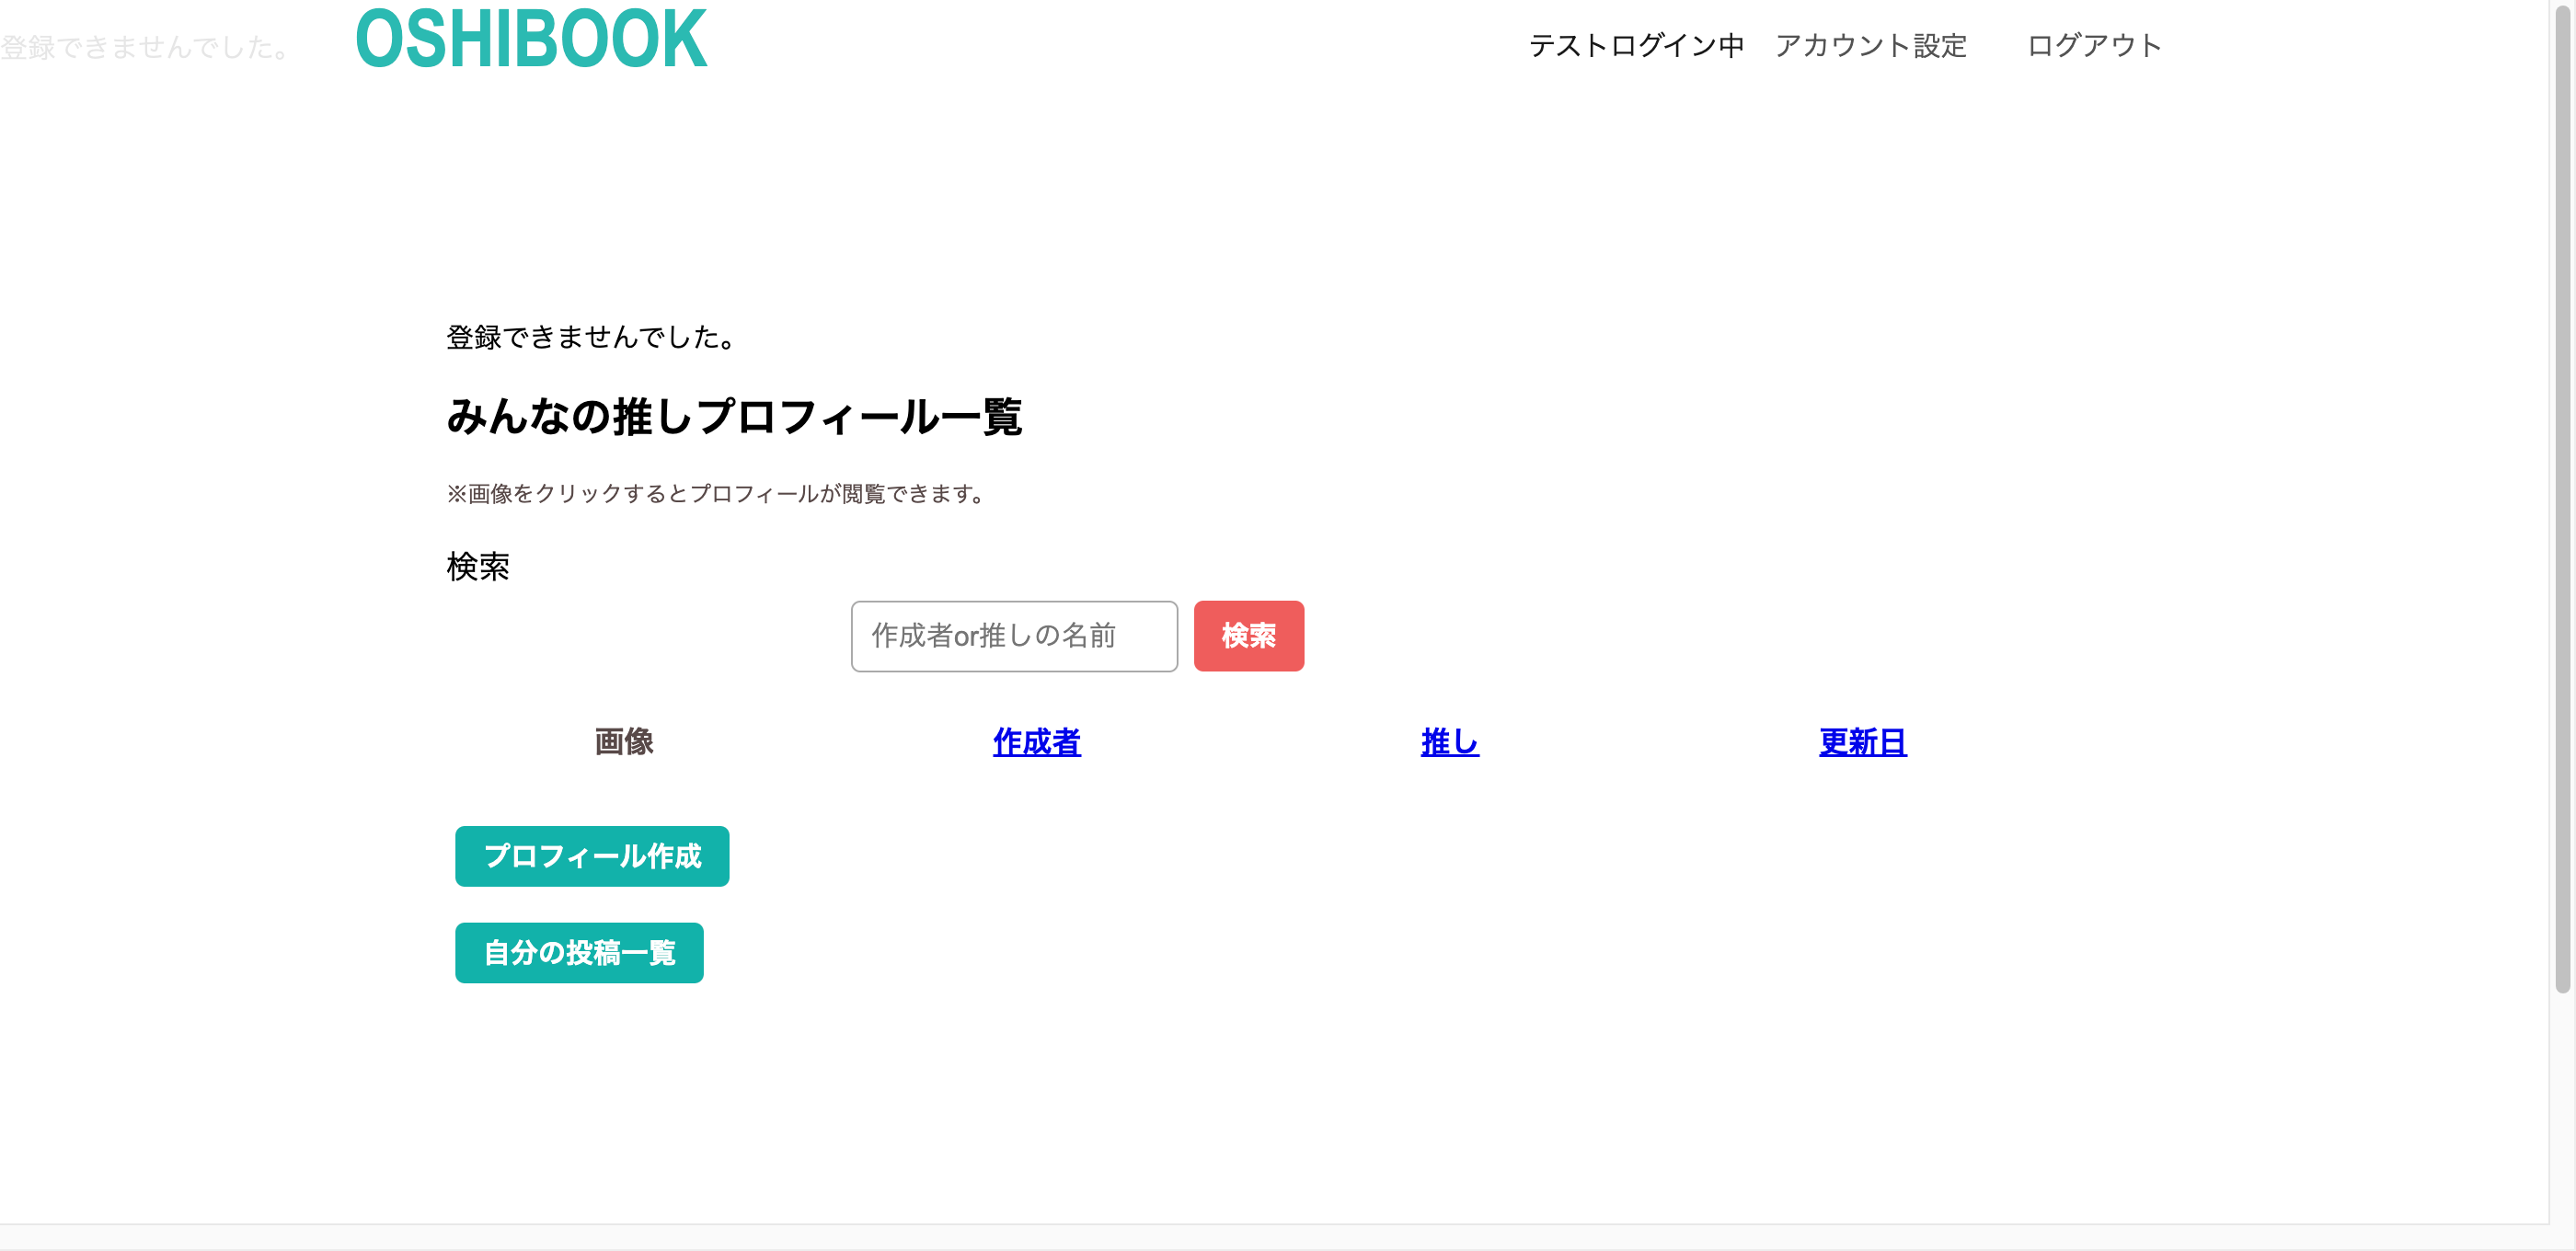 登録できませんでした。
OSHIBOOK
テストログイン中 アカウント設定 ログアウト
登録できませんでした。
みんなの推しプロフィール一覧
※画像をクリックするとプロフィールが閲覧できます。
検索
作成者or推しの名前 検索
画像 作成者 推し 更新日
プロフィール作成
自分の投稿一覧